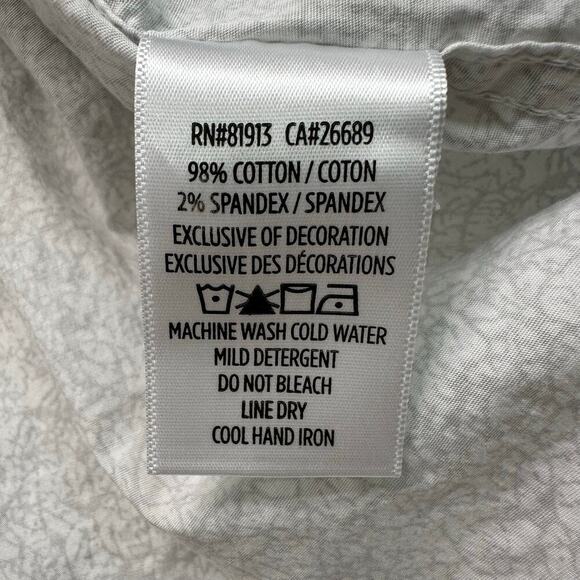 RN#81913 CA#26689
98% COTTON / COTON
2% SPANDEX / SPANDEX
EXCLUSIVE OF DECORATION
EXCLUSIVE DES DÉCORATIONS
MACHINE WASH COLD WATER
MILD DETERGENT
DO NOT BLEACH
LINE DRY
COOL HAND IRON